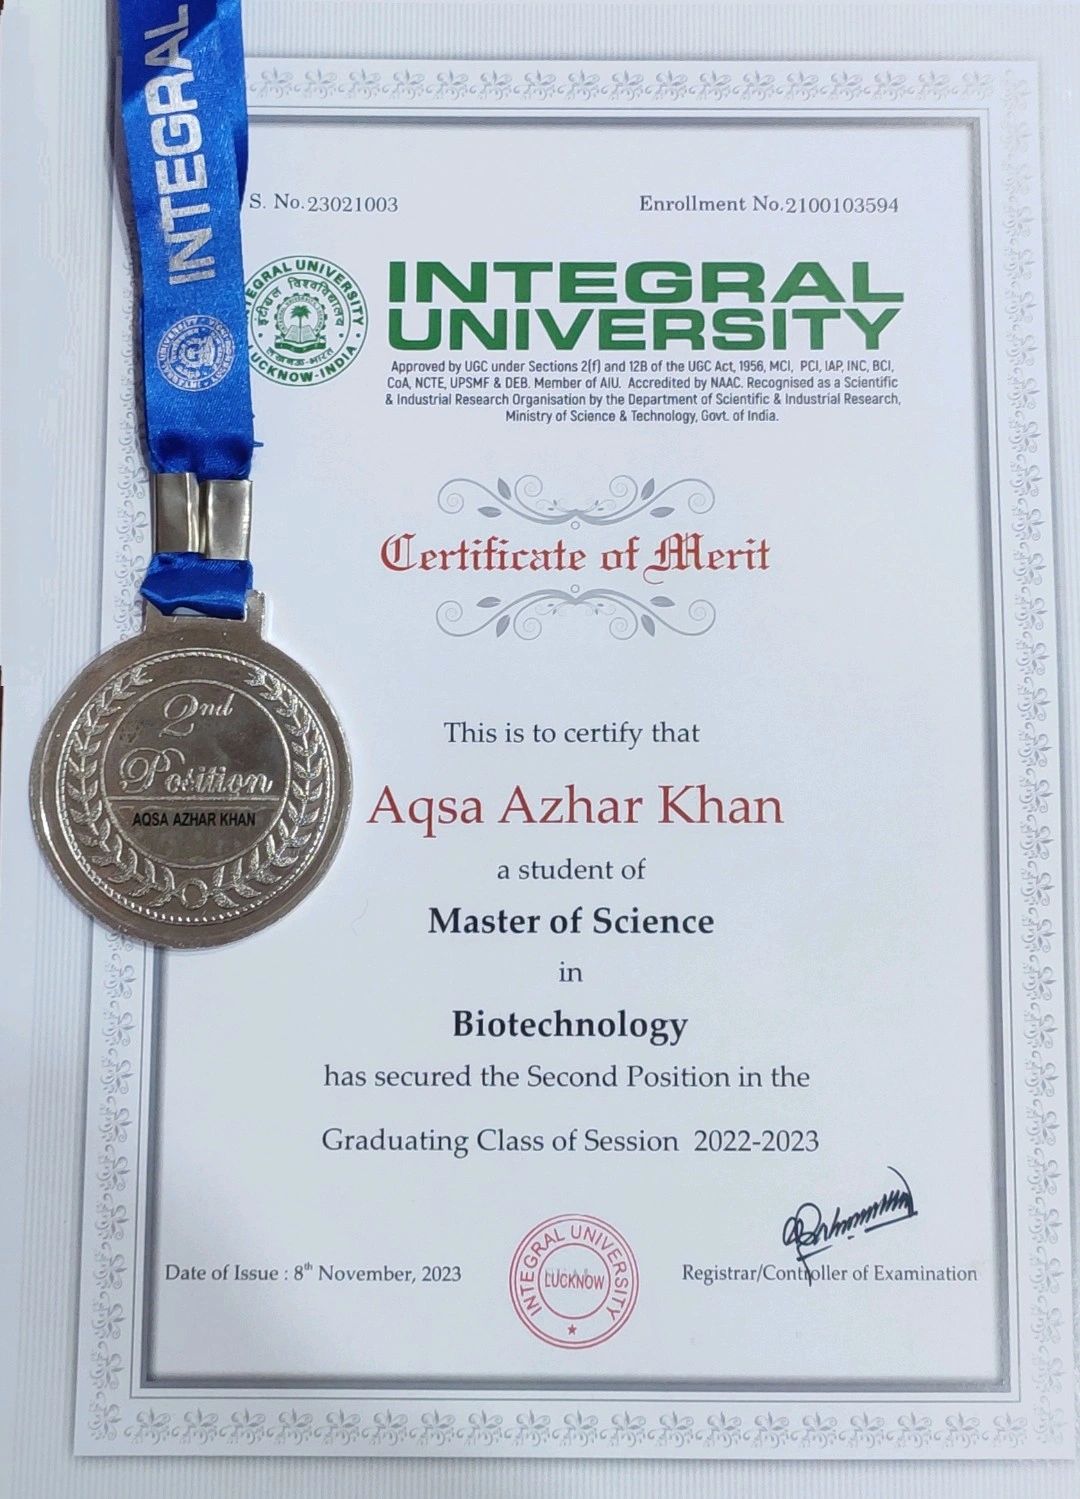 INTEGRAL
S. No.23021003
Enrollment No.2100103594
INTEGRAL UNIVERSITY
LUCKNOW-INDIA
INTEGRAL
UNIVERSITY
Approved by UGC under Sections 2(f) and 12B of the UGC Act, 1956, MCI, PCI, IAP, INC, BCI,
CoA, NCTE, UPSMF & DEB. Member of AIU. Accredited by NAAC. Recognised as a Scientific
& Industrial Research Organisation by the Department of Scientific & Industrial Research,
Ministry of Science & Technology, Govt. of India.
Certificate of Merit
2nd
Position
AQSA AZHAR KHAN
This is to certify that
Aqsa Azhar Khan
a student of
Master of Science
in
Biotechnology
has secured the Second Position in the
Graduating Class of Session 2022-2023
Date of Issue : 8th November, 2023
INTEGRAL UNIVERSITY
LUCKNOW
Registrar/Controller of Examination